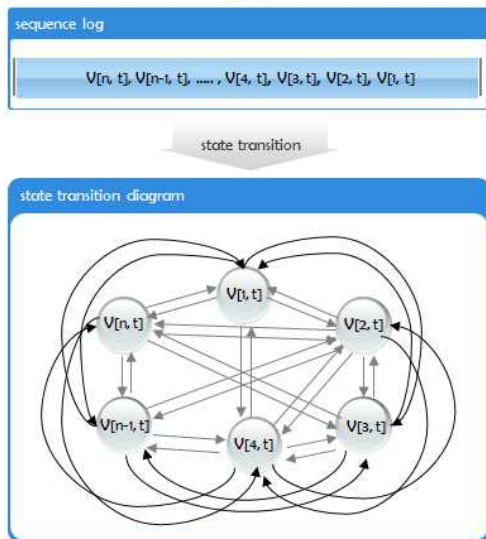 sequence log
V[n, t], V[n-1, t], ..... , V[4, t], V[3, t], V[2, t], V[1, t]
state transition
state transition diagram
V[1, t]
V[n, t]
V[2, t]
V[n-1, t]
V[4, t]
V[3, t]